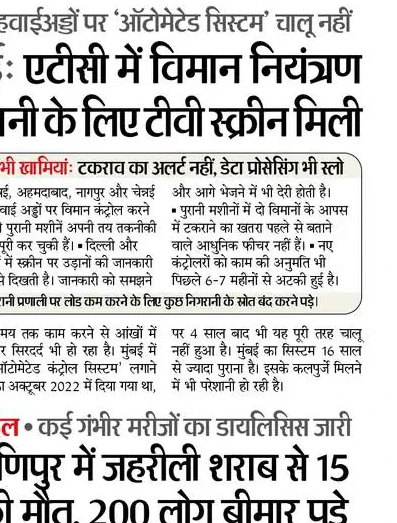 हवाईअड्डों पर 'ऑटोमेटेड सिस्टम' चालू नहीं
एटीसी में विमान नियंत्रण
के लिए टीवी स्क्रीन मिली
भी खामियां: टकराव का अलर्ट नहीं, डेटा प्रोसेसिंग भी स्लो
अहमदाबाद, नागपुर और चेन्नई
अड्डों पर विमान कंट्रोल करने
पुरानी मशीनें अपनी तय तकनीकी
पूरी कर चुकी हैं। ▪ दिल्ली और
में स्क्रीन पर उड़ानों की जानकारी
दिखती है। जानकारी को समझने
और आगे भेजने में भी देरी होती है।
▪ पुरानी मशीनों में दो विमानों के आपस
में टकराने का खतरा पहले से बताने
वाले आधुनिक फीचर नहीं हैं। ▪ नए
कंट्रोलरों को काम की अनुमति भी
पिछले 6-7 महीनों से अटकी हुई है।
प्रणाली पर लोड कम करने के लिए कुछ निगरानी के स्रोत बंद करने पड़े।
तक काम करने से आंखों में
सिरदर्द भी हो रहा है। मुंबई में
'ऑटोमेटेड कंट्रोल सिस्टम' लगाने
अक्टूबर 2022 में दिया गया था,
पर 4 साल बाद भी यह पूरी तरह चालू
नहीं हुआ है। मुंबई का सिस्टम 16 साल
से ज्यादा पुराना है। इसके कलपुर्जे मिलने
में भी परेशानी हो रही है।
• कई गंभीर मरीजों का डायलिसिस जारी
में जहरीली शराब से 15
मौत, 200 लोग बीमार पड़े